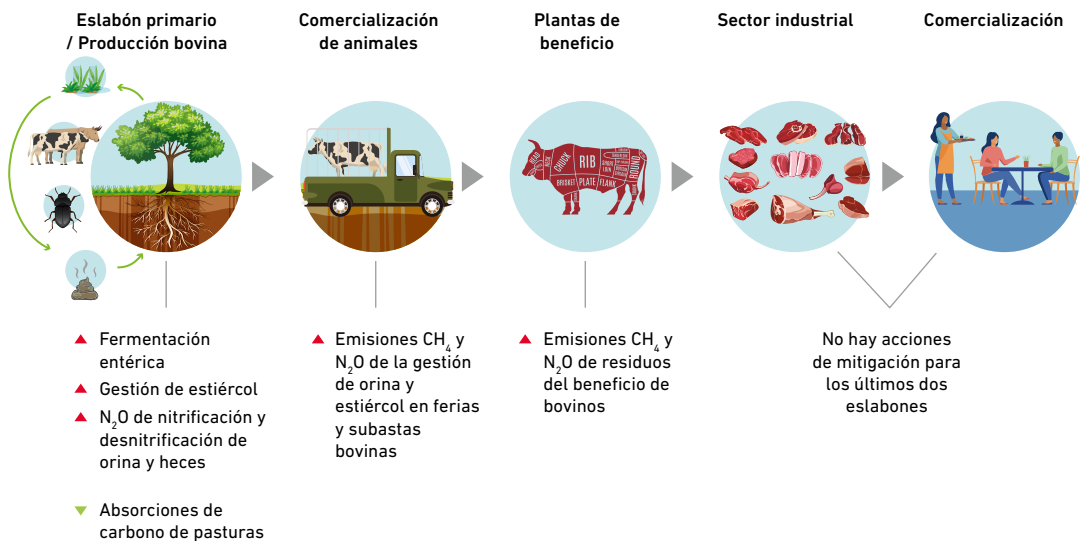 Eslabón primario
/ Producción bovina
Comercialización
de animales
Plantas de
beneficio
Sector industrial
Comercialización
CHUCK
RIB
BRISKET
PLATE
FLANK
ROUND
▲ Fermentación
entérica
▲ Gestión de estiércol
▲ N₂O de nitrificación y
desnitrificación de
orina y heces
▼ Absorciones de
carbono de pasturas
▲ Emisiones CH₄ y
N₂O de la gestión
de orina y
estiércol en ferias
y subastas
bovinas
▲ Emisiones CH₄ y
N₂O de residuos
del beneficio de
bovinos
No hay acciones
de mitigación para
los últimos dos
eslabones